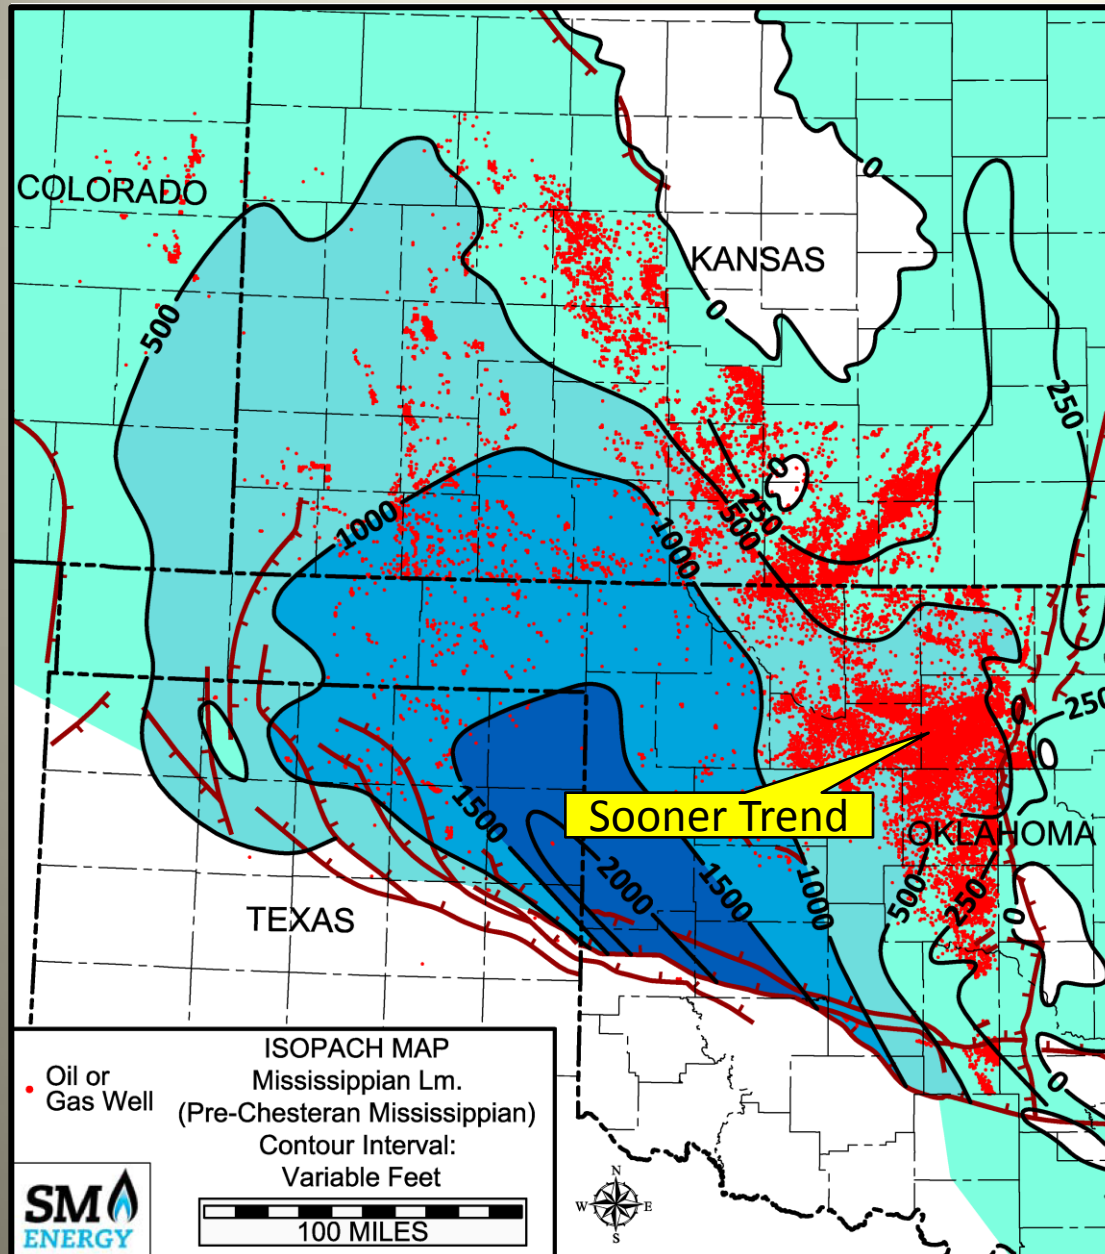 COLORADO
KANSAS
0
0
0
500
250
250
500
1000
1000
250
1500
2000
1500
1000
500
250
0
0
Sooner Trend
OKLAHOMA
TEXAS
ISOPACH MAP
Mississippian Lm.
(Pre-Chesteran Mississippian)
Contour Interval:
Variable Feet
Oil or
Gas Well
100 MILES
SM
ENERGY
N
W E
S